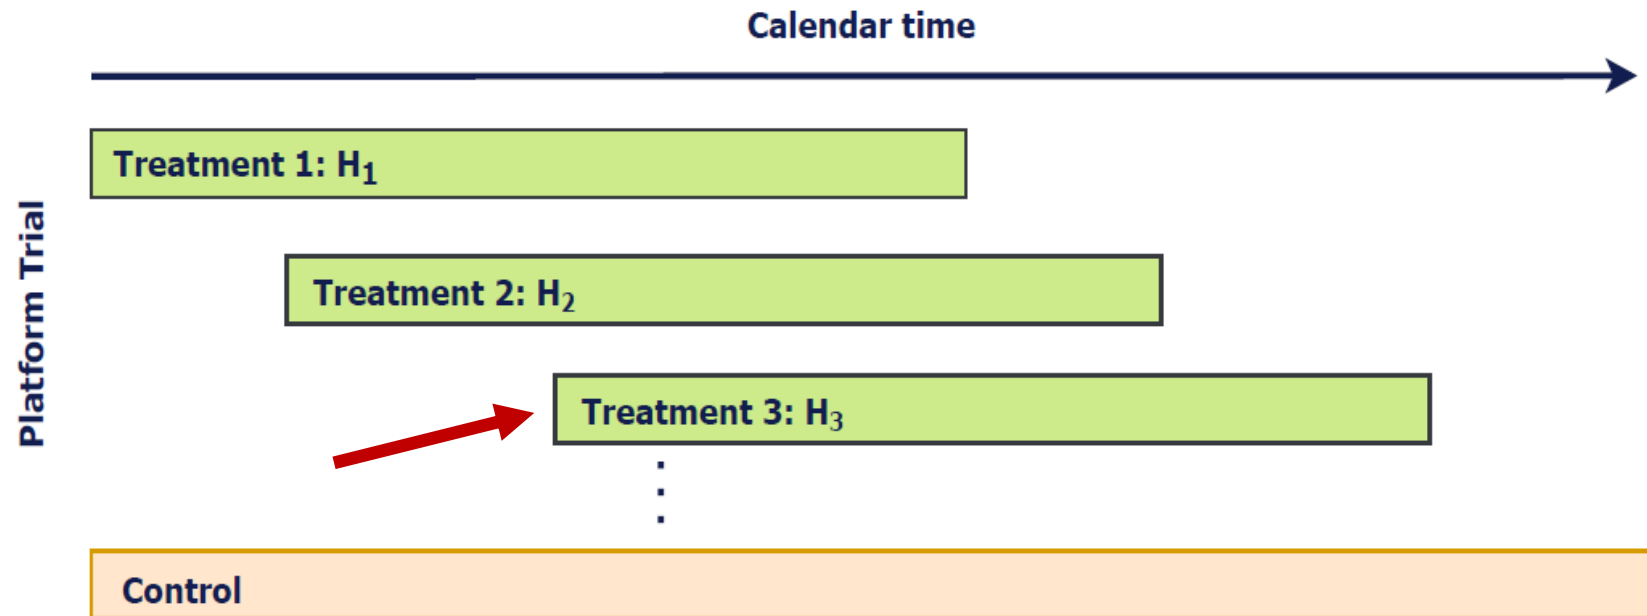 Calendar time
Platform Trial
Treatment 1: H₁
Treatment 2: H₂
Treatment 3: H₃
Control